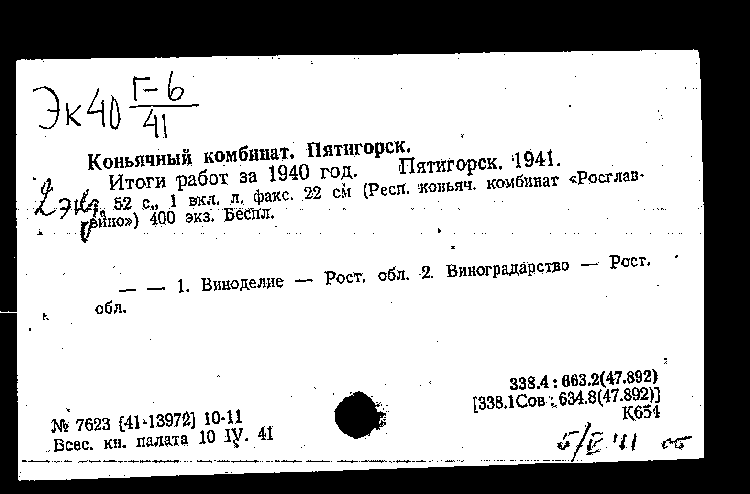 Эк40 Г-6/41
Коньячный комбинат. Пятигорск.
Итоги работ за 1940 год. Пятигорск. 1941.
2 экз. 52 с., 1 вкл. л. факс. 22 см (Респ. коньяч. комбинат «Росглав-
вино») 400 экз. Беспл.
— — 1. Виноделие — Рост. обл. 2. Виноградарство — Рост.
обл.
338.4 : 663.2(47.892)
[338.1Сов : 634.8(47.892)]
К654
№ 7623 [41-13972] 10-11
Всес. кн. палата 10 IV. 41